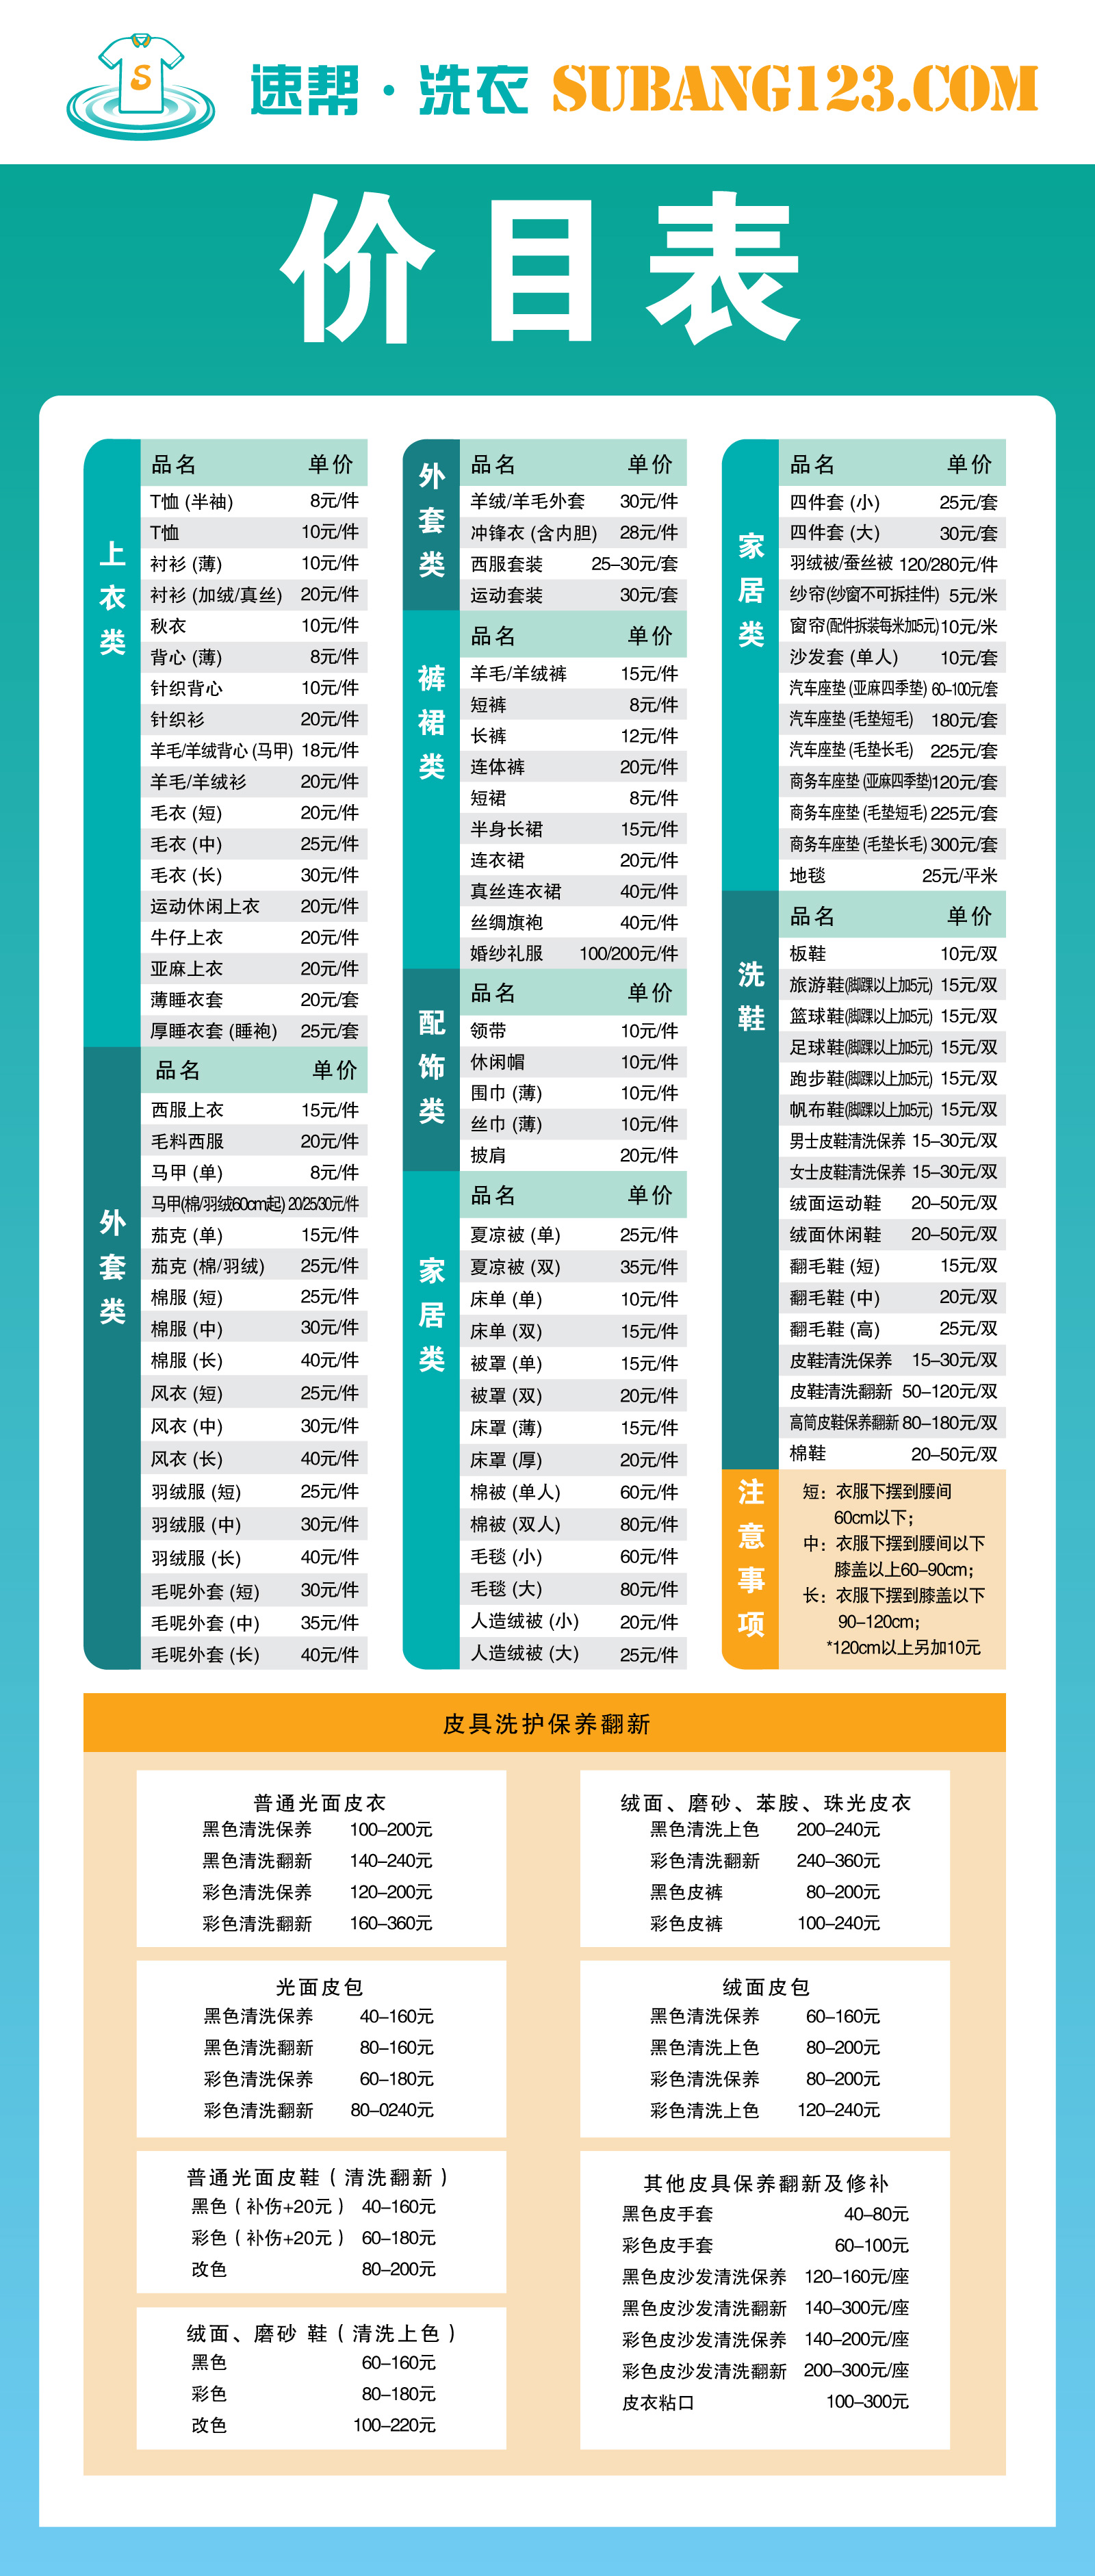 S
速帮·洗衣 SUBANG123.COM
价目表
上衣类
品名 单价
T恤 (半袖) 8元/件
T恤 10元/件
衬衫 (薄) 10元/件
衬衫 (加绒/真丝) 20元/件
秋衣 10元/件
背心 (薄) 8元/件
针织背心 10元/件
针织衫 20元/件
羊毛/羊绒背心 (马甲) 18元/件
羊毛/羊绒衫 20元/件
毛衣 (短) 20元/件
毛衣 (中) 25元/件
毛衣 (长) 30元/件
运动休闲上衣 20元/件
牛仔上衣 20元/件
亚麻上衣 20元/件
薄睡衣套 20元/套
厚睡衣套 (睡袍) 25元/套
外套类
品名 单价
西服上衣 15元/件
毛料西服 20元/件
马甲 (单) 8元/件
马甲(棉/羽绒60cm起) 20/25/30元/件
茄克 (单) 15元/件
茄克 (棉/羽绒) 25元/件
棉服 (短) 25元/件
棉服 (中) 30元/件
棉服 (长) 40元/件
风衣 (短) 25元/件
风衣 (中) 30元/件
风衣 (长) 40元/件
羽绒服 (短) 25元/件
羽绒服 (中) 30元/件
羽绒服 (长) 40元/件
毛呢外套 (短) 30元/件
毛呢外套 (中) 35元/件
毛呢外套 (长) 40元/件
外套类
品名 单价
羊绒/羊毛外套 30元/件
冲锋衣 (含内胆) 28元/件
西服套装 25–30元/套
运动套装 30元/套
裤裙类
品名 单价
羊毛/羊绒裤 15元/件
短裤 8元/件
长裤 12元/件
连体裤 20元/件
短裙 8元/件
半身长裙 15元/件
连衣裙 20元/件
真丝连衣裙 40元/件
丝绸旗袍 40元/件
婚纱礼服 100/200元/件
配饰类
品名 单价
领带 10元/件
休闲帽 10元/件
围巾 (薄) 10元/件
丝巾 (薄) 10元/件
披肩 20元/件
家居类
品名 单价
夏凉被 (单) 25元/件
夏凉被 (双) 35元/件
床单 (单) 10元/件
床单 (双) 15元/件
被罩 (单) 15元/件
被罩 (双) 20元/件
床罩 (薄) 15元/件
床罩 (厚) 20元/件
棉被 (单人) 60元/件
棉被 (双人) 80元/件
毛毯 (小) 60元/件
毛毯 (大) 80元/件
人造绒被 (小) 20元/件
人造绒被 (大) 25元/件
家居类
品名 单价
四件套 (小) 25元/套
四件套 (大) 30元/套
羽绒被/蚕丝被 120/280元/件
纱帘(纱窗不可拆挂件) 5元/米
窗帘(配件拆装每米加5元)10元/米
沙发套 (单人) 10元/套
汽车座垫 (亚麻四季垫) 60–100元/套
汽车座垫 (毛垫短毛) 180元/套
汽车座垫 (毛垫长毛) 225元/套
商务车座垫 (亚麻四季垫)120元/套
商务车座垫 (毛垫短毛) 225元/套
商务车座垫 (毛垫长毛) 300元/套
地毯 25元/平米
洗鞋
品名 单价
板鞋 10元/双
旅游鞋(脚踝以上加5元) 15元/双
篮球鞋(脚踝以上加5元) 15元/双
足球鞋(脚踝以上加5元) 15元/双
跑步鞋(脚踝以上加5元) 15元/双
帆布鞋(脚踝以上加5元) 15元/双
男士皮鞋清洗保养 15–30元/双
女士皮鞋清洗保养 15–30元/双
绒面运动鞋 20–50元/双
绒面休闲鞋 20–50元/双
翻毛鞋 (短) 15元/双
翻毛鞋 (中) 20元/双
翻毛鞋 (高) 25元/双
皮鞋清洗保养 15–30元/双
皮鞋清洗翻新 50–120元/双
高筒皮鞋保养翻新 80–180元/双
棉鞋 20–50元/双
注意事项
短：衣服下摆到腰间
60cm以下；
中：衣服下摆到腰间以下
膝盖以上60–90cm；
长：衣服下摆到膝盖以下
90–120cm；
*120cm以上另加10元
皮具洗护保养翻新
普通光面皮衣
黑色清洗保养 100–200元
黑色清洗翻新 140–240元
彩色清洗保养 120–200元
彩色清洗翻新 160–360元
绒面、磨砂、苯胺、珠光皮衣
黑色清洗上色 200–240元
彩色清洗翻新 240–360元
黑色皮裤 80–200元
彩色皮裤 100–240元
光面皮包
黑色清洗保养 40–160元
黑色清洗翻新 80–160元
彩色清洗保养 60–180元
彩色清洗翻新 80–0240元
绒面皮包
黑色清洗保养 60–160元
黑色清洗上色 80–200元
彩色清洗保养 80–200元
彩色清洗上色 120–240元
普通光面皮鞋（清洗翻新）
黑色（补伤+20元） 40–160元
彩色（补伤+20元） 60–180元
改色 80–200元
绒面、磨砂 鞋（清洗上色）
黑色 60–160元
彩色 80–180元
改色 100–220元
其他皮具保养翻新及修补
黑色皮手套 40–80元
彩色皮手套 60–100元
黑色皮沙发清洗保养 120–160元/座
黑色皮沙发清洗翻新 140–300元/座
彩色皮沙发清洗保养 140–200元/座
彩色皮沙发清洗翻新 200–300元/座
皮衣粘口 100–300元